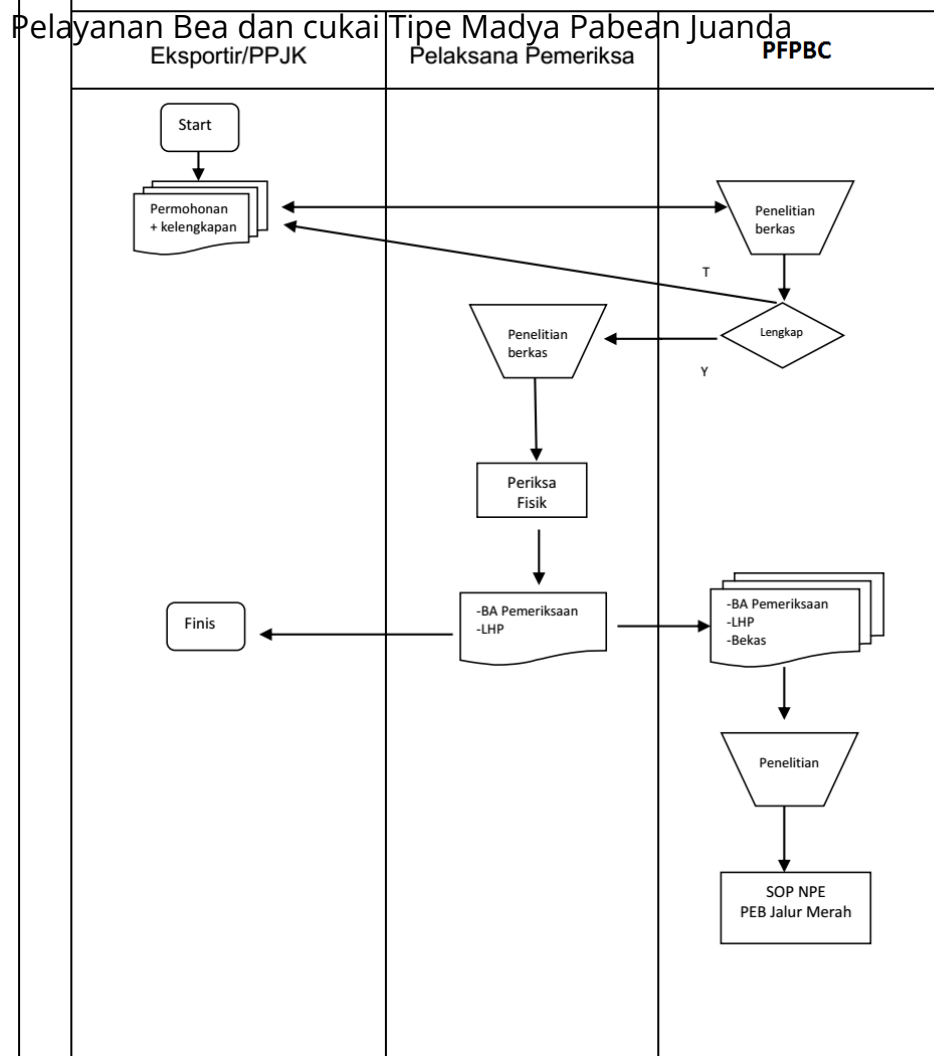 Pelayanan Bea dan cukai Tipe Madya Pabean Juanda
Eksportir/PPJK
Pelaksana Pemeriksa
PFPBC
Start
Permohonan
+ kelengkapan
Penelitian
berkas
T
Lengkap
Penelitian
berkas
Y
Periksa
Fisik
-BA Pemeriksaan
-LHP
-BA Pemeriksaan
-LHP
-Bekas
Finis
Penelitian
SOP NPE
PEB Jalur Merah